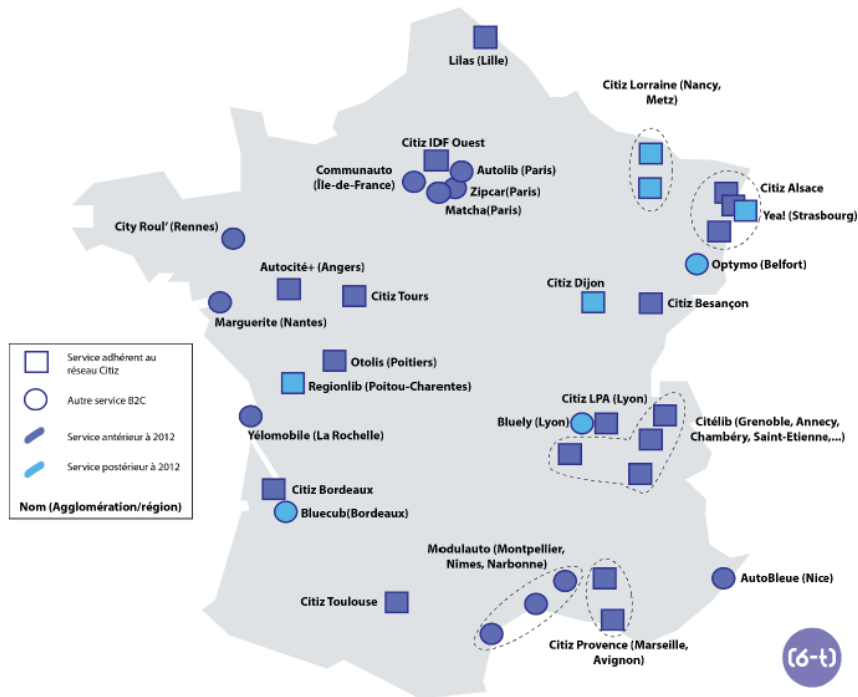 Lilas (Lille)
Citiz Lorraine (Nancy,
Metz)
Citiz IDF Ouest
Communauto
(Île-de-France)
Autolib (Paris)
Zipcar(Paris)
Matcha(Paris)
Citiz Alsace
Yea! (Strasbourg)
City Roul' (Rennes)
Optymo (Belfort)
Autocité+ (Angers)
Citiz Tours
Citiz Dijon
Citiz Besançon
Marguerite (Nantes)
Service adhérent au
réseau Citiz
Autre service B2C
Service antérieur à 2012
Service postérieur à 2012
Nom (Agglomération/région)
Otolis (Poitiers)
Regionlib (Poitou-Charentes)
Citiz LPA (Lyon)
Bluely (Lyon)
Citélib (Grenoble, Annecy,
Chambéry, Saint-Etienne,...)
Yélomobile (La Rochelle)
Citiz Bordeaux
Bluecub(Bordeaux)
Modulauto (Montpellier,
Nîmes, Narbonne)
AutoBleue (Nice)
Citiz Toulouse
Citiz Provence (Marseille,
Avignon)
(6-t)